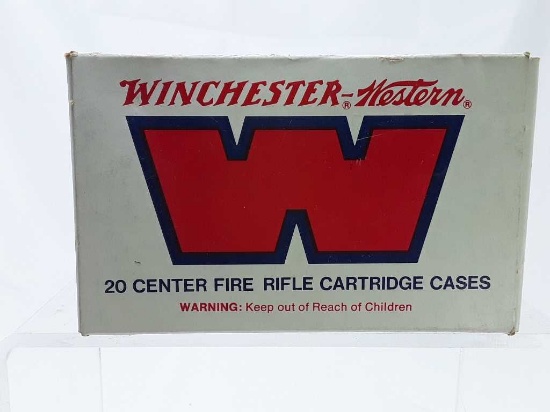 WINCHESTER®-Western®
W
20 CENTER FIRE RIFLE CARTRIDGE CASES
WARNING: Keep out of Reach of Children